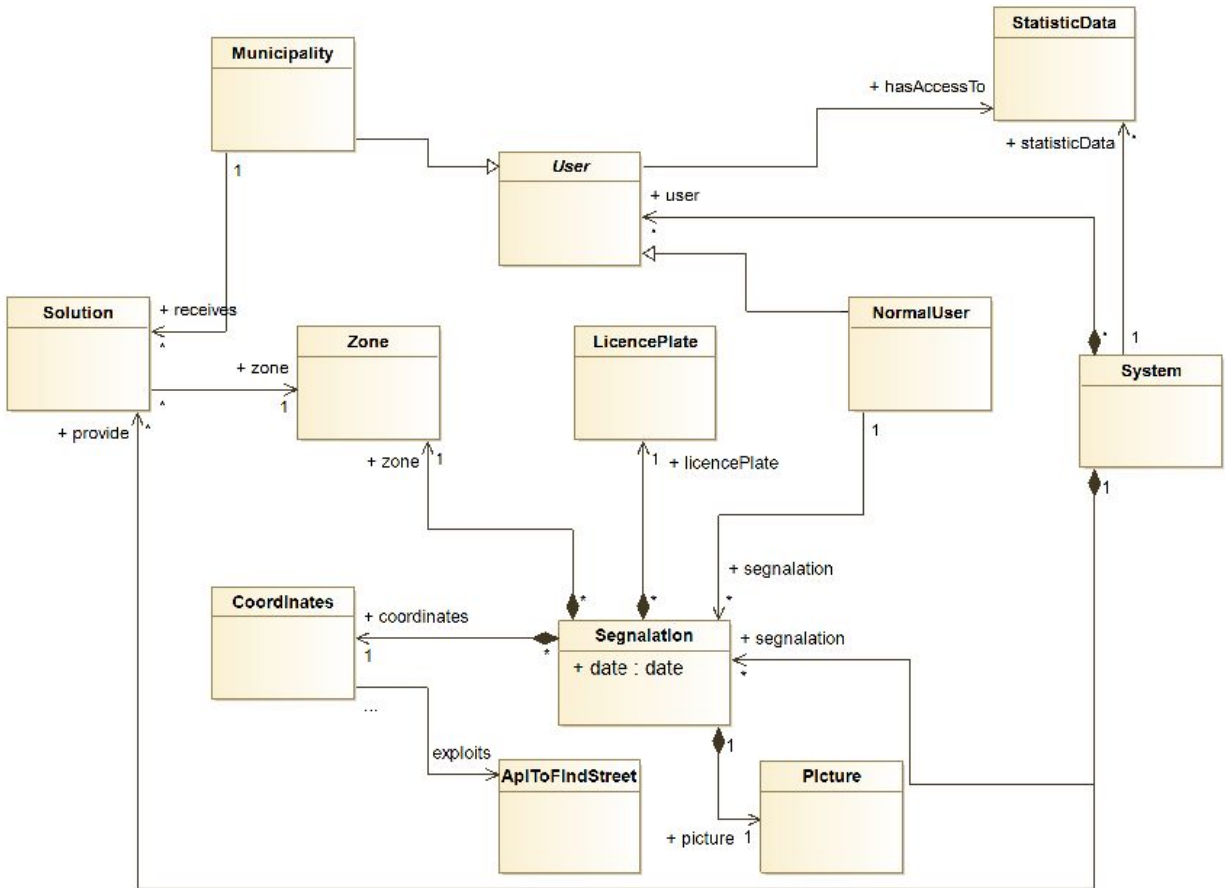 StatisticData
Municipality
+ hasAccessTo
+ statisticData
*
1
User
+ user
*
Solution
+ receives
*
Zone
LicencePlate
NormalUser
*
1
System
+ zone
*
1
+ provide
*
+ zone
1
1
+ licencePlate
1
1
+ segnalation
*
Coordinates
+ coordinates
1
*
*
*
Segnalation
+ date : date
+ segnalation
*
...
exploits
ApiToFindStreet
1
Picture
+ picture
1